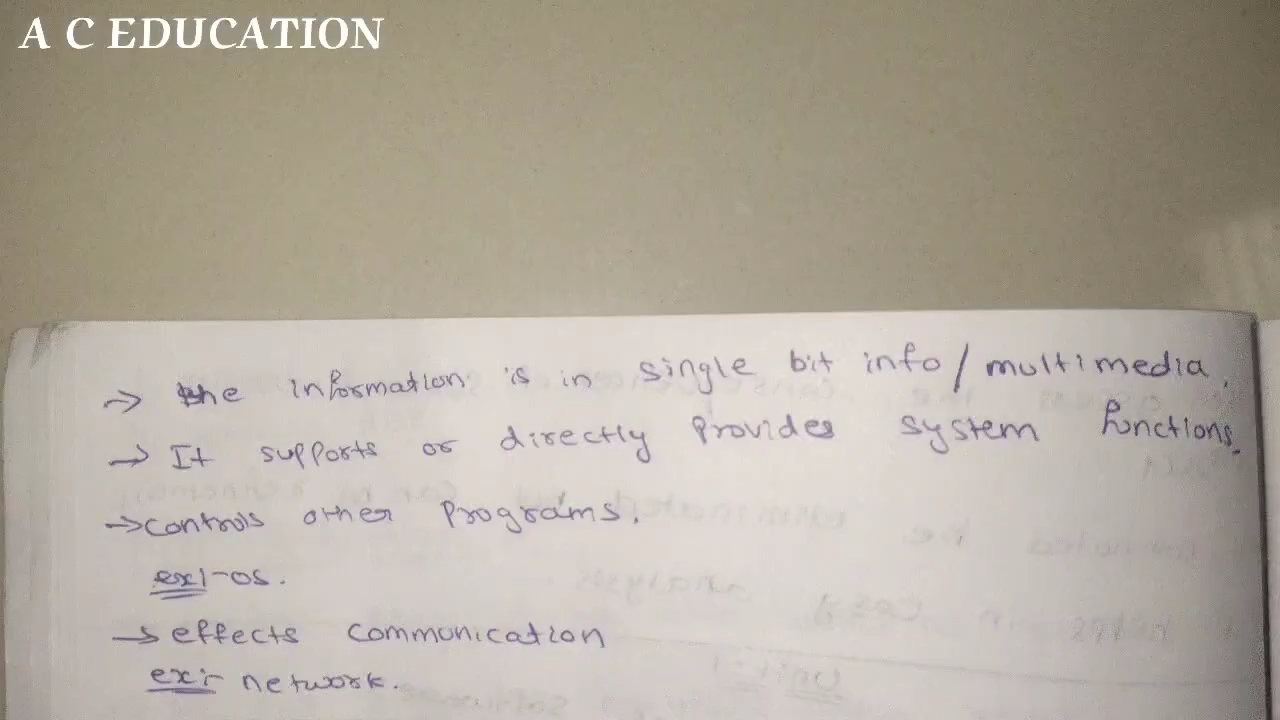 A C EDUCATION
→ the information is in single bit info / multimedia.
→ It supports or directly provides system functions.
→ controls other programs.
ex:- os.
→ effects communication
ex:- network.